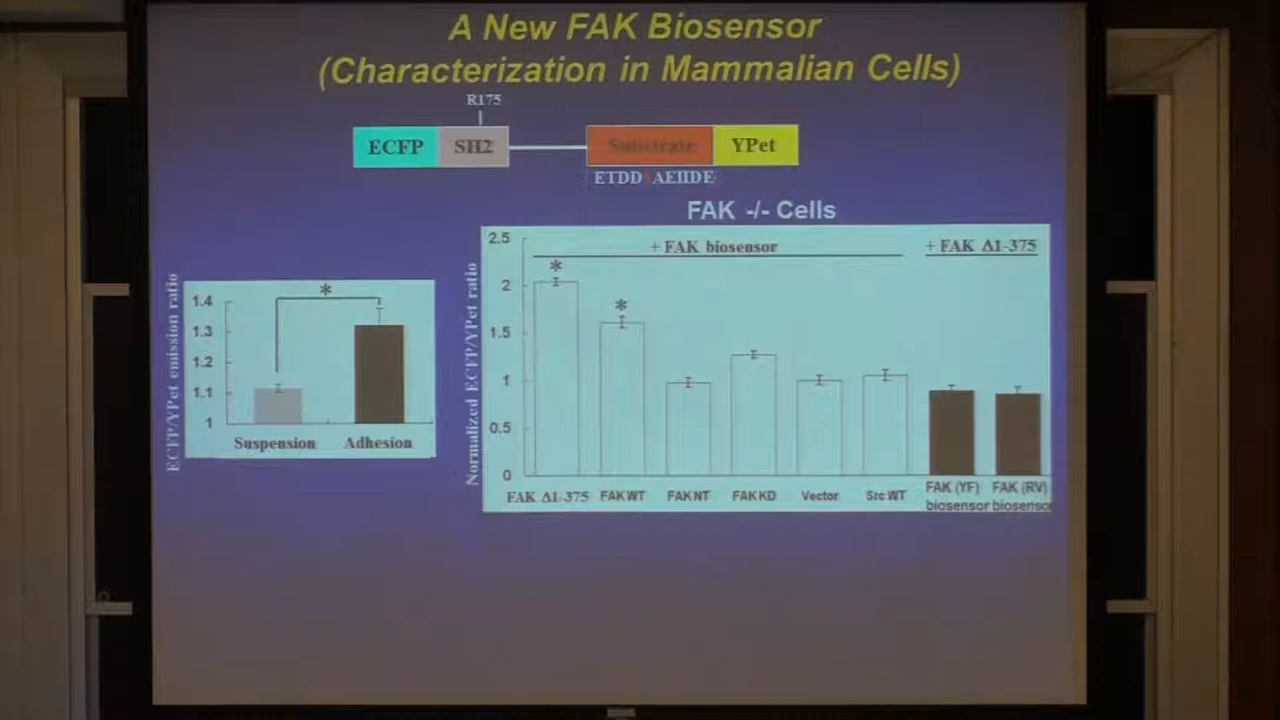 A New FAK Biosensor
(Characterization in Mammalian Cells)
R175
ECFP SH2 Substrate YPet
ETDD AEIIDE
FAK -/- Cells
ECFP/YPet emission ratio
1.4
1.3
1.2
1.1
1
*
Suspension Adhesion
Normalized ECFP/YPet ratio
2.5
2
1.5
1
0.5
0
+ FAK biosensor
+ FAK Δ1-375
*
*
FAK Δ1-375 FAK WT FAK NT FAK KD Vector Src WT
FAK (YF) FAK (RV)
biosensor biosensor